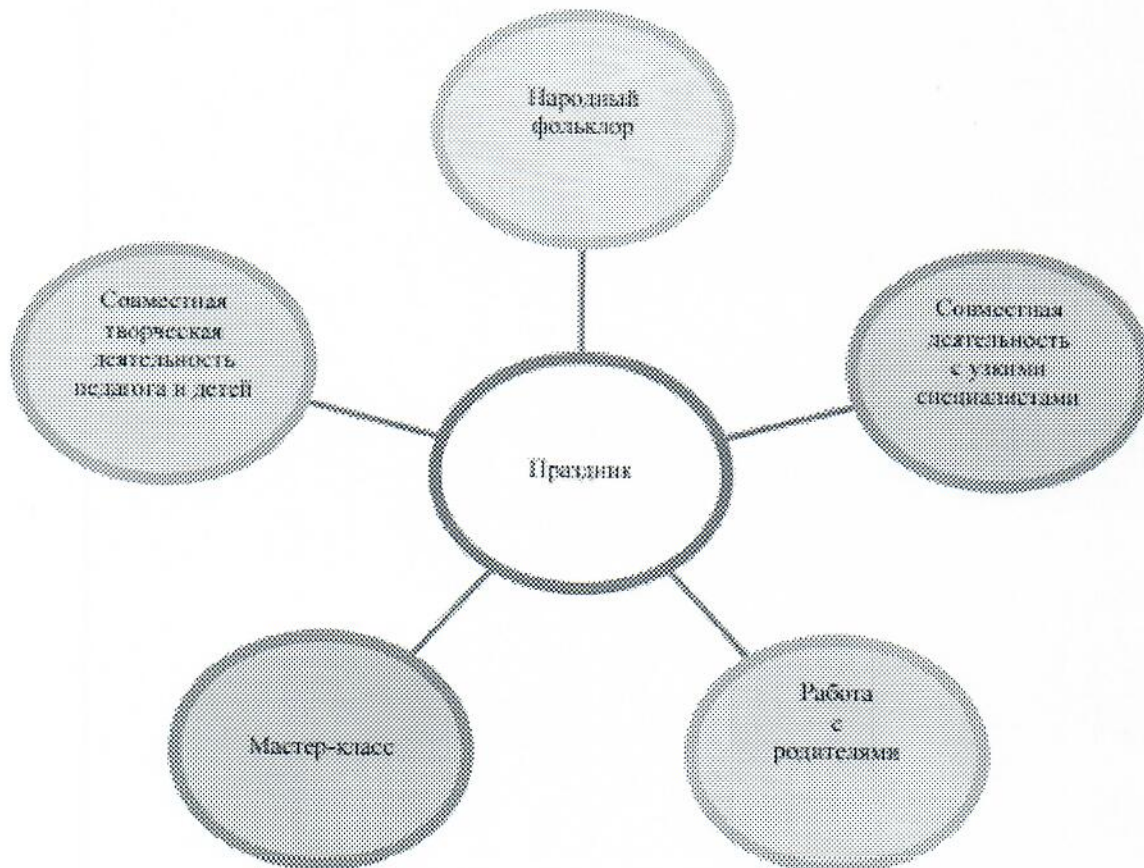 Народный
фольклор
Совместная
творческая
деятельность
педагога и детей
Совместная
деятельность
с узкими
специалистами
Праздник
Мастер-класс
Работа
с
родителями